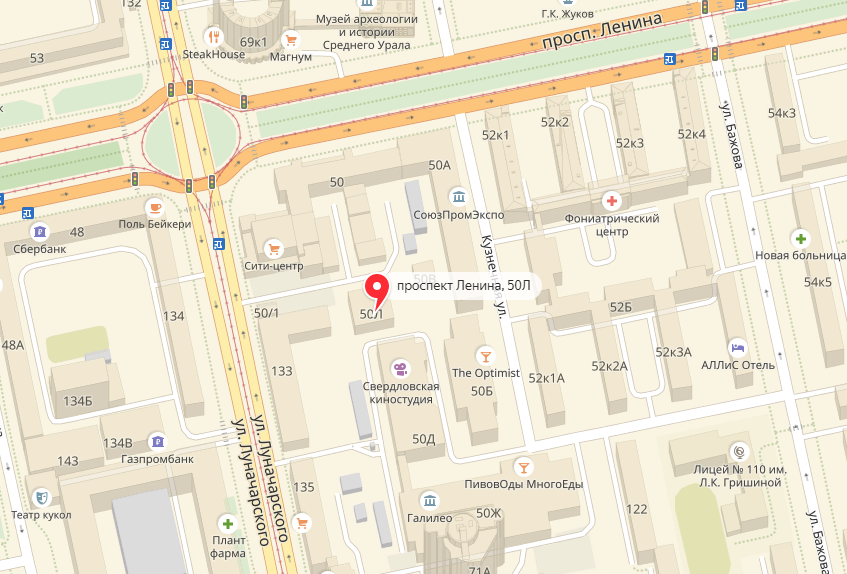 132
Музей археологии
и истории
Среднего Урала
Г.К. Жуков
просп. Ленина
53
SteakHouse
69к1
Магнум
54к3
ул. Бажова
52к1
52к2
52к3
52к4
50А
50
СоюзПромЭкспо
Фониатрический
центр
Поль Бейкери
48
Сбербанк
Сити-центр
Кузнечная ул.
Новая больница
50В
проспект Ленина, 50Л
54к5
50Л
50/1
134
52Б
48А
133
Свердловская
киностудия
The Optimist
50Б
52к1А
52к2А
52к3А
АЛЛиС Отель
134Б
134В
143
Газпромбанк
50Д
ул. Луначарского
ул. Луначарского
Лицей № 110 им.
Л.К. Гришиной
ПивовОды МногоЕды
135
Театр кукол
Галилео
50Ж
122
ул. Бажова
Плант
фарма
71А